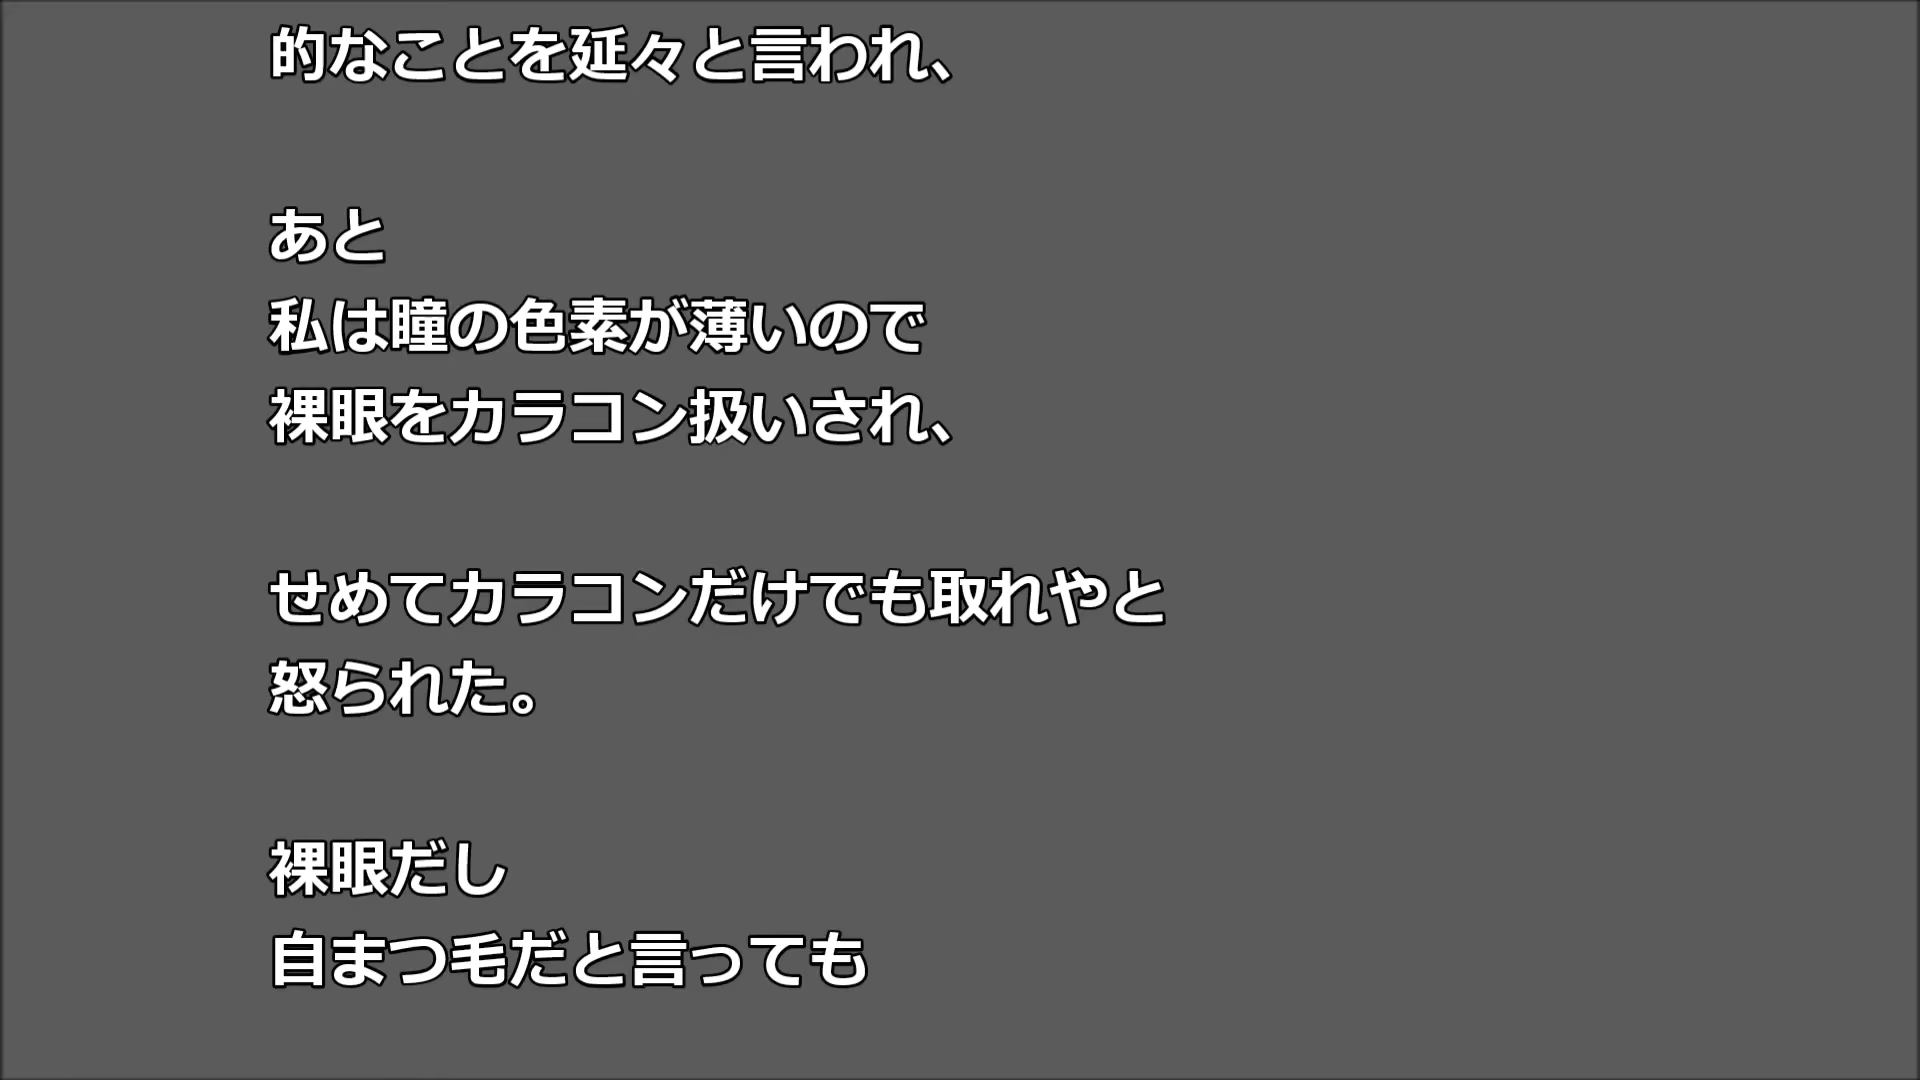 的なことを延々と言われ、
あと
私は瞳の色素が薄いので
裸眼をカラコン扱いされ、
せめてカラコンだけでも取れやと
怒られた。
裸眼だし
自まつ毛だと言っても